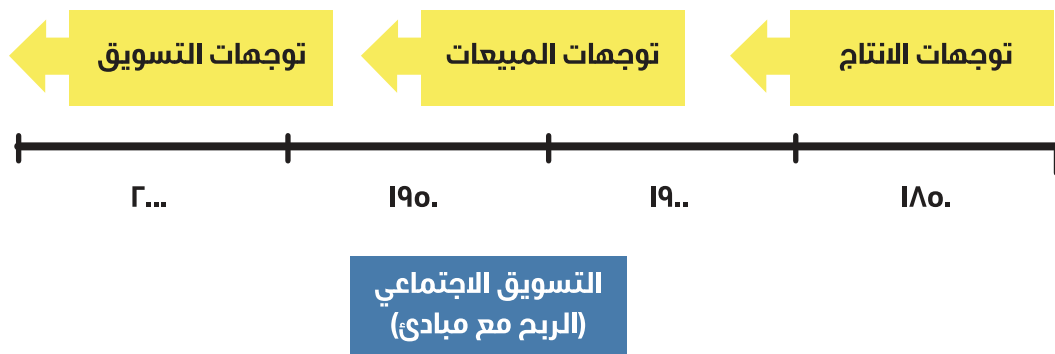 توجهات الانتاج
توجهات المبيعات
توجهات التسويق
١٨٥٠
١٩٠٠
١٩٥٠
٢٠٠٠
التسويق الاجتماعي
(الربح مع مبادئ)